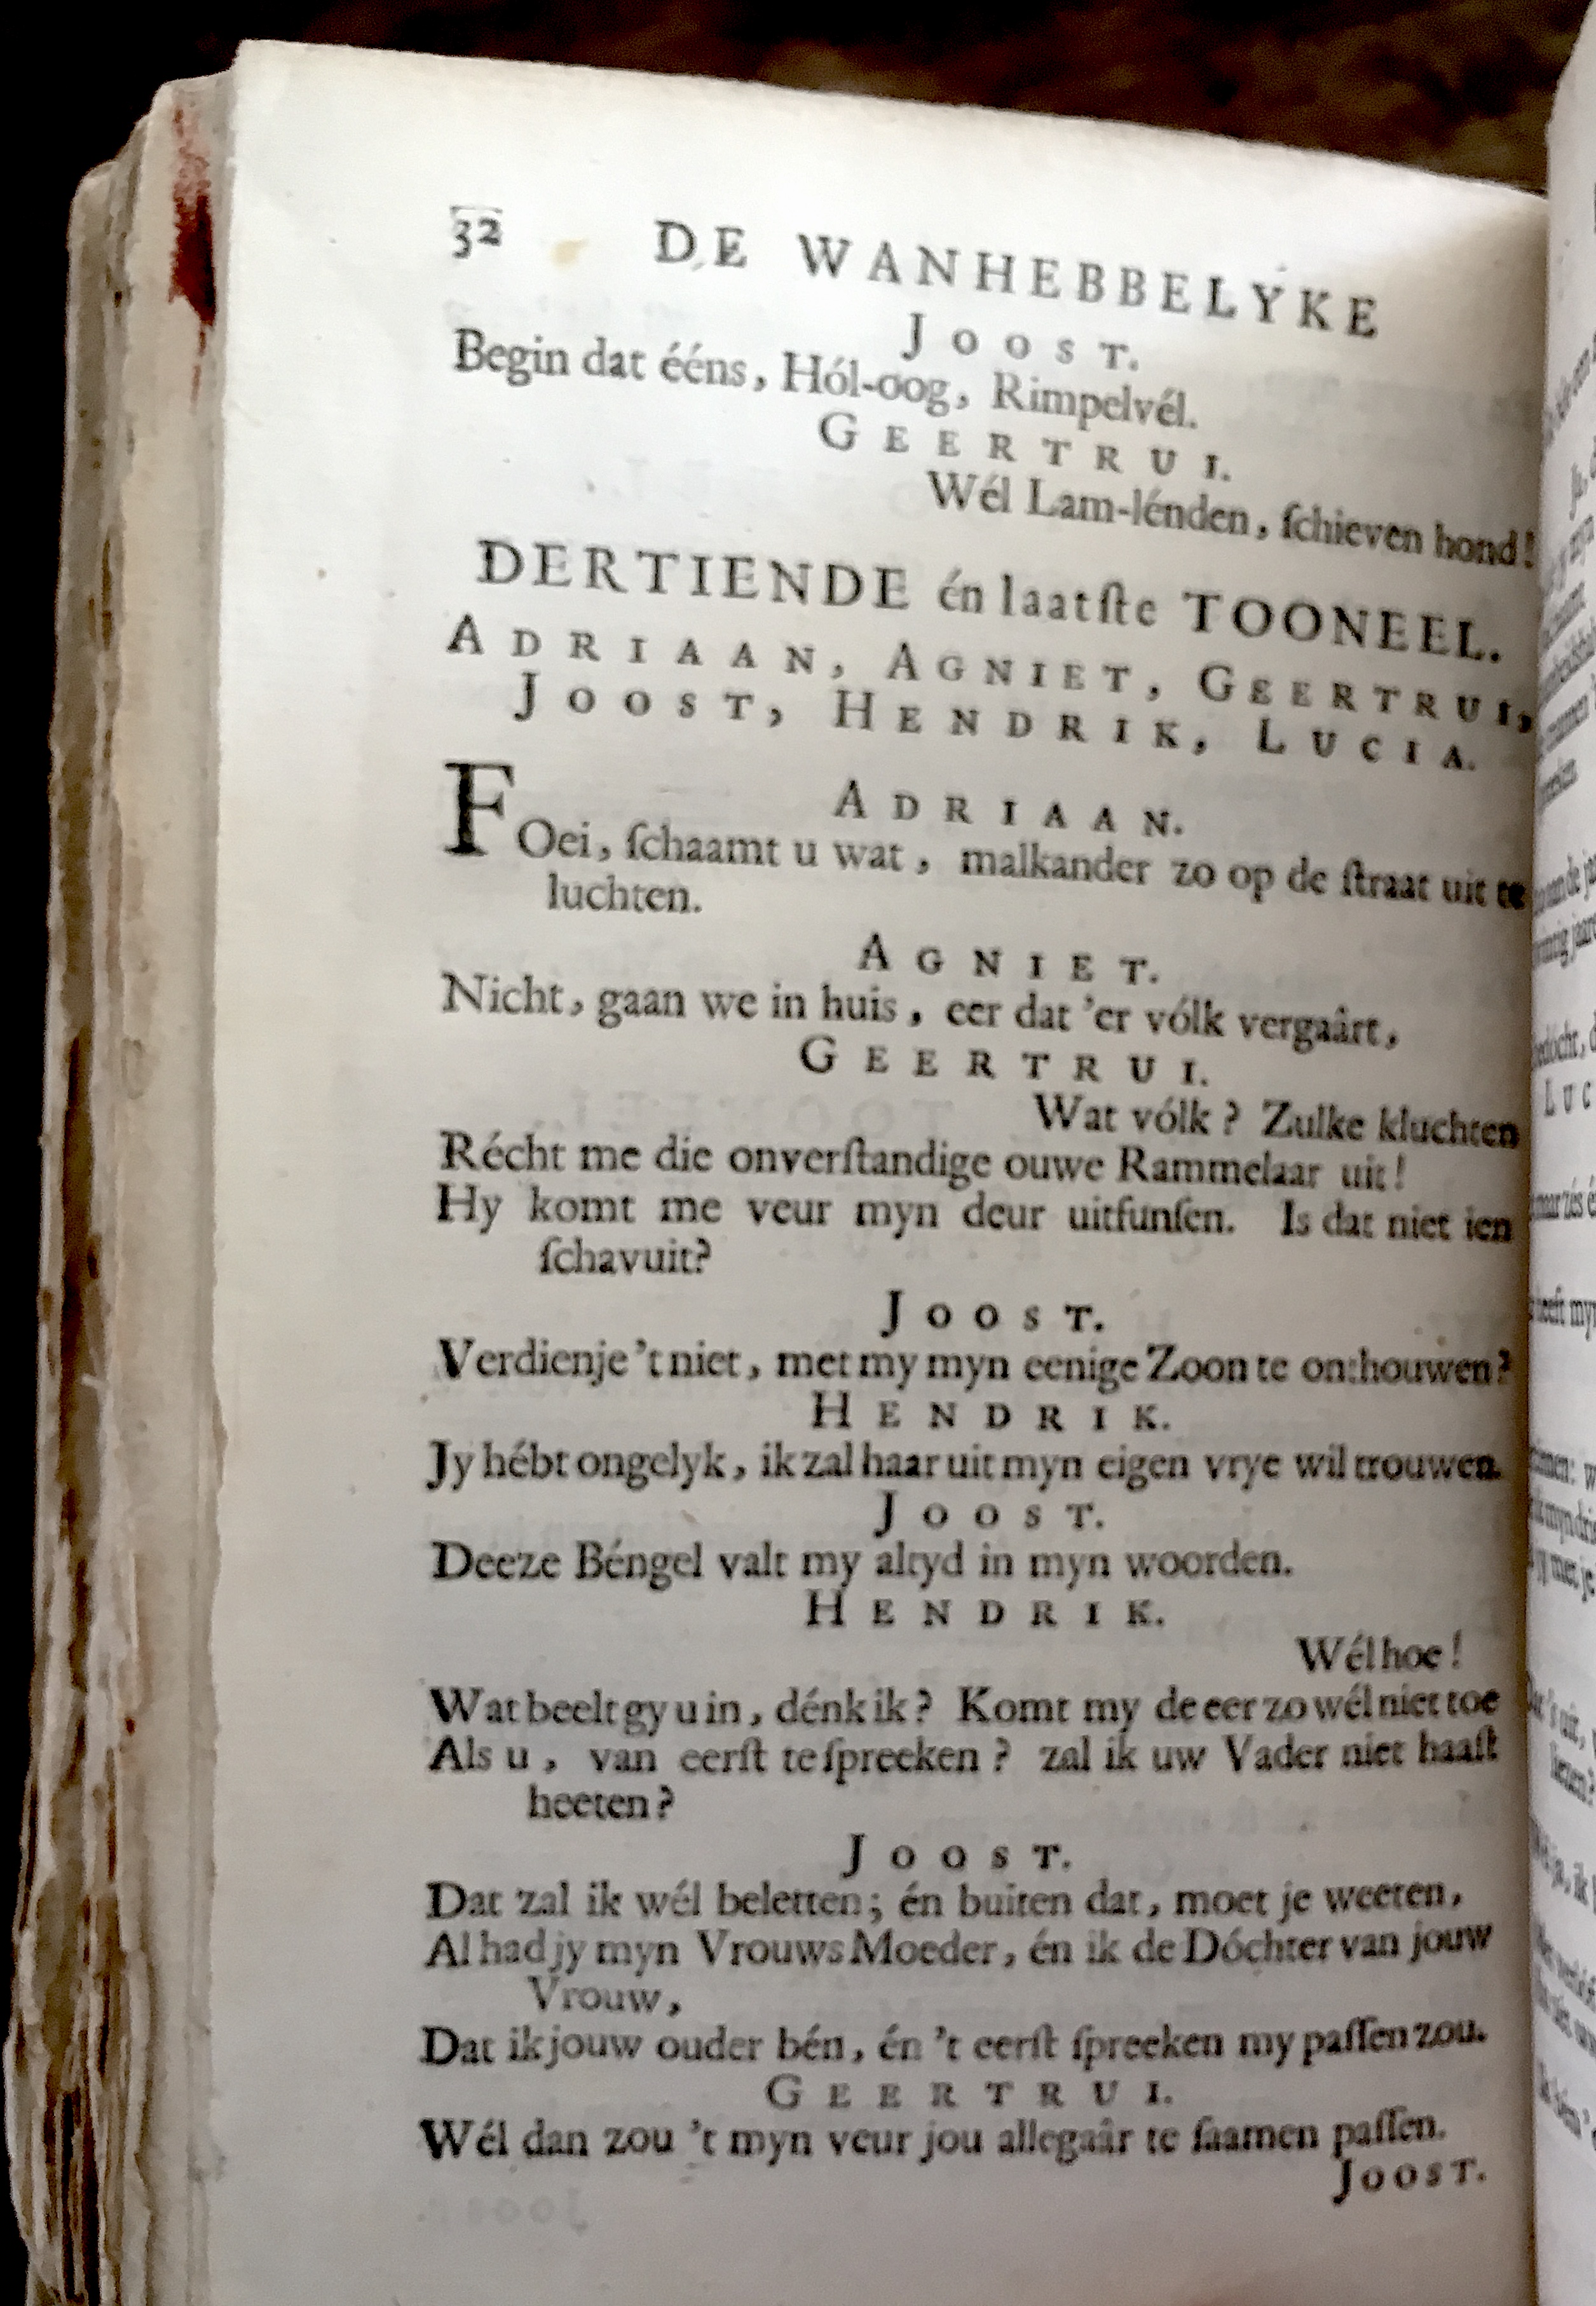 32 DE WANHEBBELYKE
JOOST.
Begin dat ééns, Hól-oog, Rimpelvél.
GEERTRUI.
Wél Lam-lénden, ſchieven hond!
DERTIENDE én laatſte TOONEEL.
ADRIAAN, AGNIET, GEERTRUI,
JOOST, HENDRIK, LUCIA.
ADRIAAN.
FOei, ſchaamt u wat, malkander zo op de ſtraat uit te
luchten.
AGNIET.
Nicht, gaan we in huis, eer dat 'er vólk vergaârt,
GEERTRUI.
Wat vólk? Zulke kluchten
Récht me die onverſtandige ouwe Rammelaar uit!
Hy komt me veur myn deur uitfunſen. Is dat niet ien
ſchavuit?
JOOST.
Verdienje 't niet, met my myn eenige Zoon te onthouwen?
HENDRIK.
Jy hébt ongelyk, ik zal haar uit myn eigen vrye wil trouwen.
JOOST.
Deeze Béngel valt my altyd in myn woorden.
HENDRIK.
Wél hoe!
Wat beelt gy u in, dénk ik? Komt my de eer zo wél niet toe
Als u, van eerſt te ſpreeken? zal ik uw Vader niet haaſt
heeten?
JOOST.
Dat zal ik wél beletten; én buiten dat, moet je weeten,
Al had jy myn Vrouws Moeder, én ik de Dóchter van jouw
Vrouw,
Dat ik jouw ouder bén, én 't eerſt ſpreeken my paſſen zou.
GEERTRUI.
Wél dan zou 't myn veur jou allegaâr te ſaamen paſſen.
JOOST.